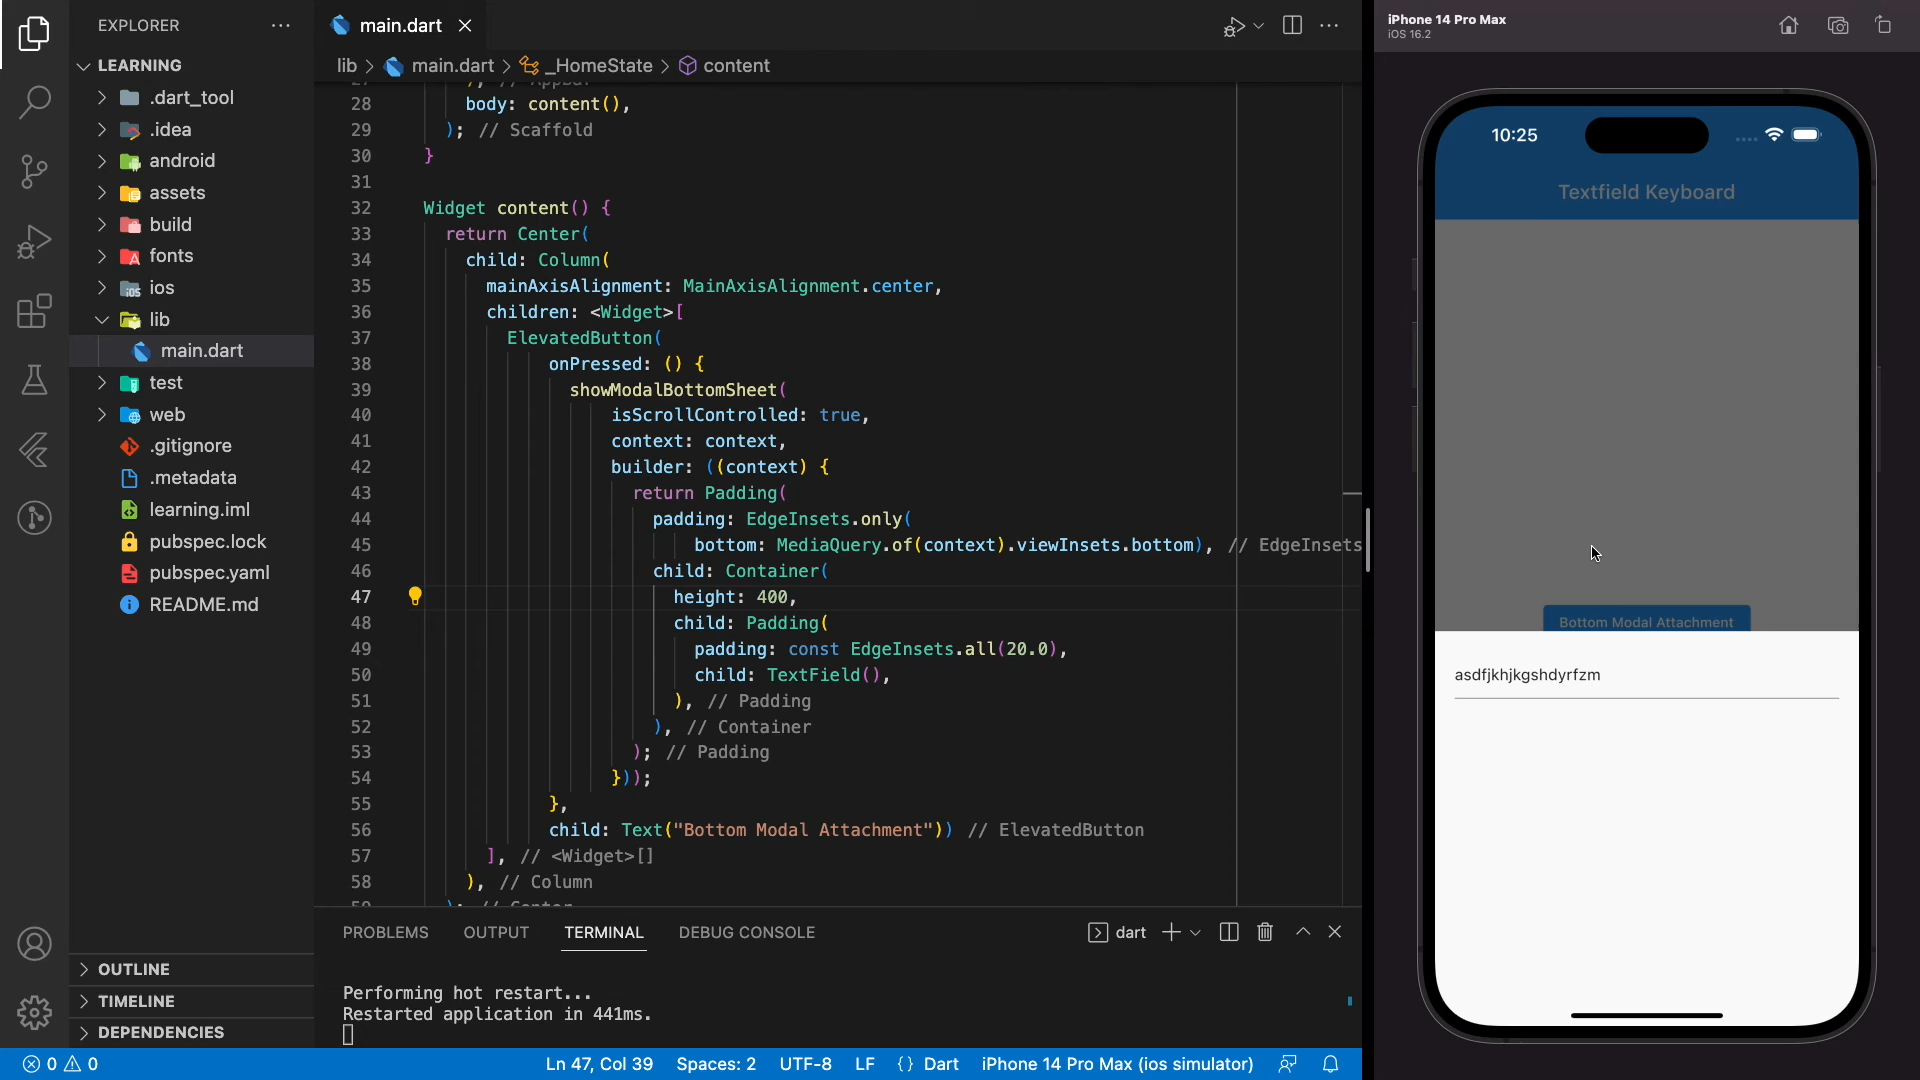 EXPLORER
LEARNING
.dart_tool
.idea
android
assets
build
fonts
ios
lib
main.dart
test
web
.gitignore
.metadata
learning.iml
pubspec.lock
pubspec.yaml
README.md
OUTLINE
TIMELINE
DEPENDENCIES
main.dart
lib > main.dart > _HomeState > content
28 body: content(),
29 ); // Scaffold
30 }
31
32 Widget content() {
33 return Center(
34 child: Column(
35 mainAxisAlignment: MainAxisAlignment.center,
36 children: <Widget>[
37 ElevatedButton(
38 onPressed: () {
39 showModalBottomSheet(
40 isScrollControlled: true,
41 context: context,
42 builder: ((context) {
43 return Padding(
44 padding: EdgeInsets.only(
45 bottom: MediaQuery.of(context).viewInsets.bottom), // EdgeInsets
46 child: Container(
47 height: 400,
48 child: Padding(
49 padding: const EdgeInsets.all(20.0),
50 child: TextField(),
51 ), // Padding
52 ), // Container
53 ); // Padding
54 }));
55 },
56 child: Text("Bottom Modal Attachment")) // ElevatedButton
57 ], // <Widget>[]
58 ), // Column
PROBLEMS OUTPUT TERMINAL DEBUG CONSOLE
dart
Performing hot restart...
Restarted application in 441ms.
0 0
Ln 47, Col 39 Spaces: 2 UTF-8 LF {} Dart iPhone 14 Pro Max (ios simulator)
iPhone 14 Pro Max
iOS 16.2
10:25
Textfield Keyboard
Bottom Modal Attachment
asdfjkhjkgshdyrfzm